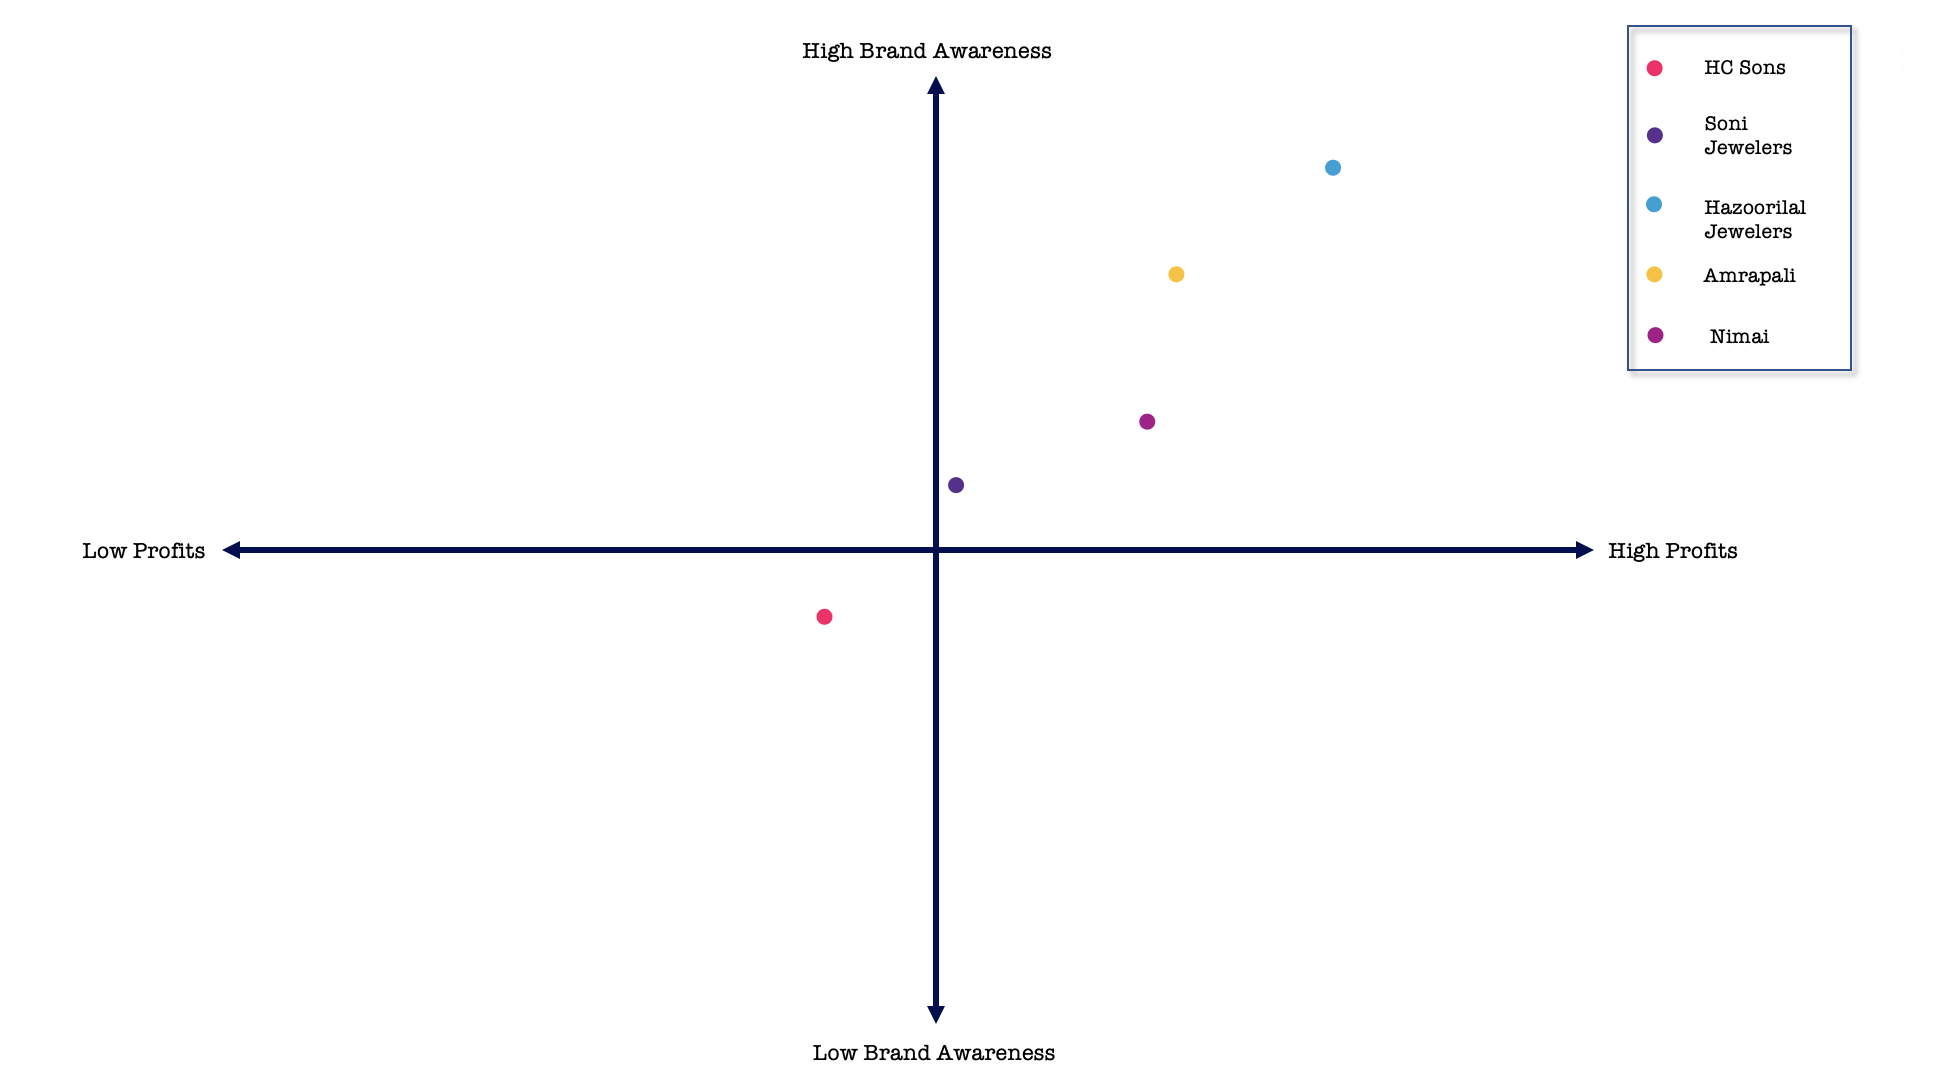 High Brand Awareness
HC Sons
Soni
Jewelers
Hazoorilal
Jewelers
Amrapali
Nimai
Low Profits
High Profits
Low Brand Awareness